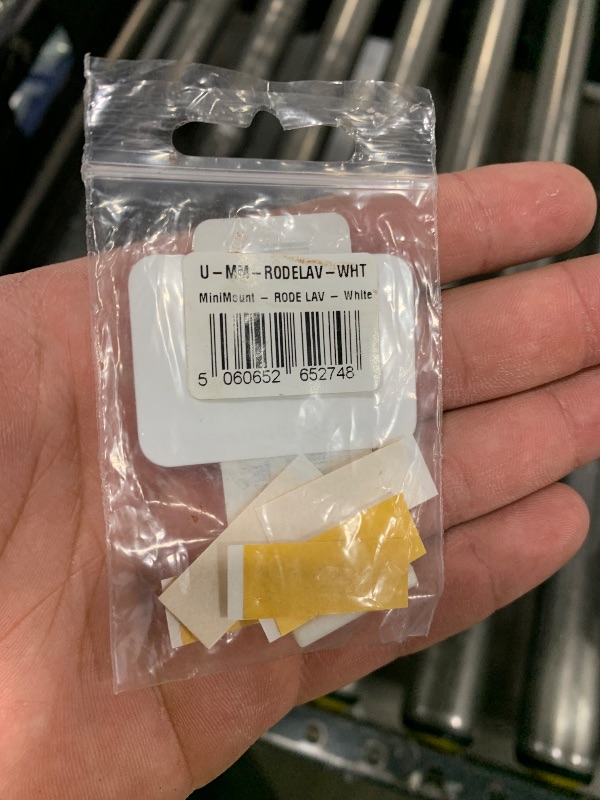 U-MM-RODELAV-WHT
MiniMount - RODE LAV - White
5 060652 652748